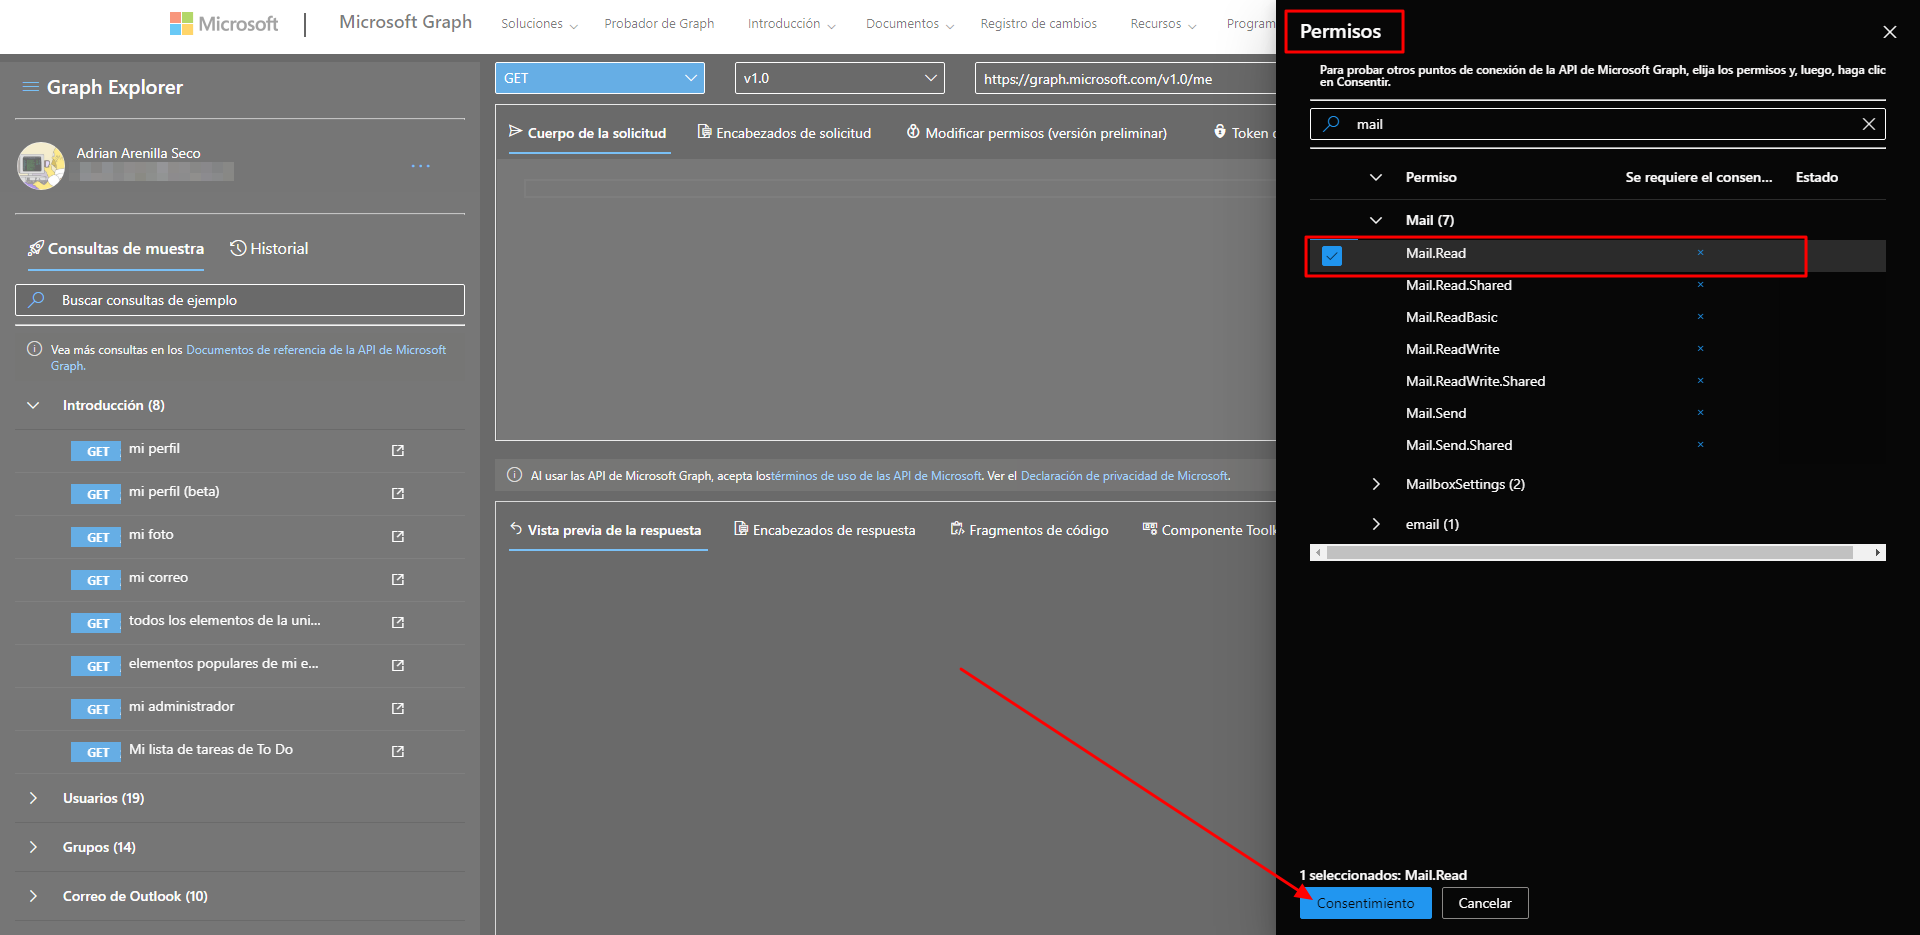 Microsoft
Microsoft Graph
Soluciones
Probador de Graph
Introducción
Documentos
Registro de cambios
Recursos
Program
Graph Explorer
Adrian Arenilla Seco
...
Consultas de muestra
Historial
Buscar consultas de ejemplo
Vea más consultas en los Documentos de referencia de la API de Microsoft
Graph.
Introducción (8)
GET mi perfil
GET mi perfil (beta)
GET mi foto
GET mi correo
GET todos los elementos de la uni...
GET elementos populares de mi e...
GET mi administrador
GET Mi lista de tareas de To Do
Usuarios (19)
Grupos (14)
Correo de Outlook (10)
GET
v1.0
https://graph.microsoft.com/v1.0/me
Cuerpo de la solicitud
Encabezados de solicitud
Modificar permisos (versión preliminar)
Token
Al usar las API de Microsoft Graph, acepta lostérminos de uso de las API de Microsoft. Ver el Declaración de privacidad de Microsoft.
Vista previa de la respuesta
Encabezados de respuesta
Fragmentos de código
Componente Toolk
Permisos
Para probar otros puntos de conexión de la API de Microsoft Graph, elija los permisos y, luego, haga clic
en Consentir.
mail
Permiso
Se requiere el consen...
Estado
Mail (7)
Mail.Read
Mail.Read.Shared
Mail.ReadBasic
Mail.ReadWrite
Mail.ReadWrite.Shared
Mail.Send
Mail.Send.Shared
MailboxSettings (2)
email (1)
1 seleccionados: Mail.Read
Consentimiento
Cancelar